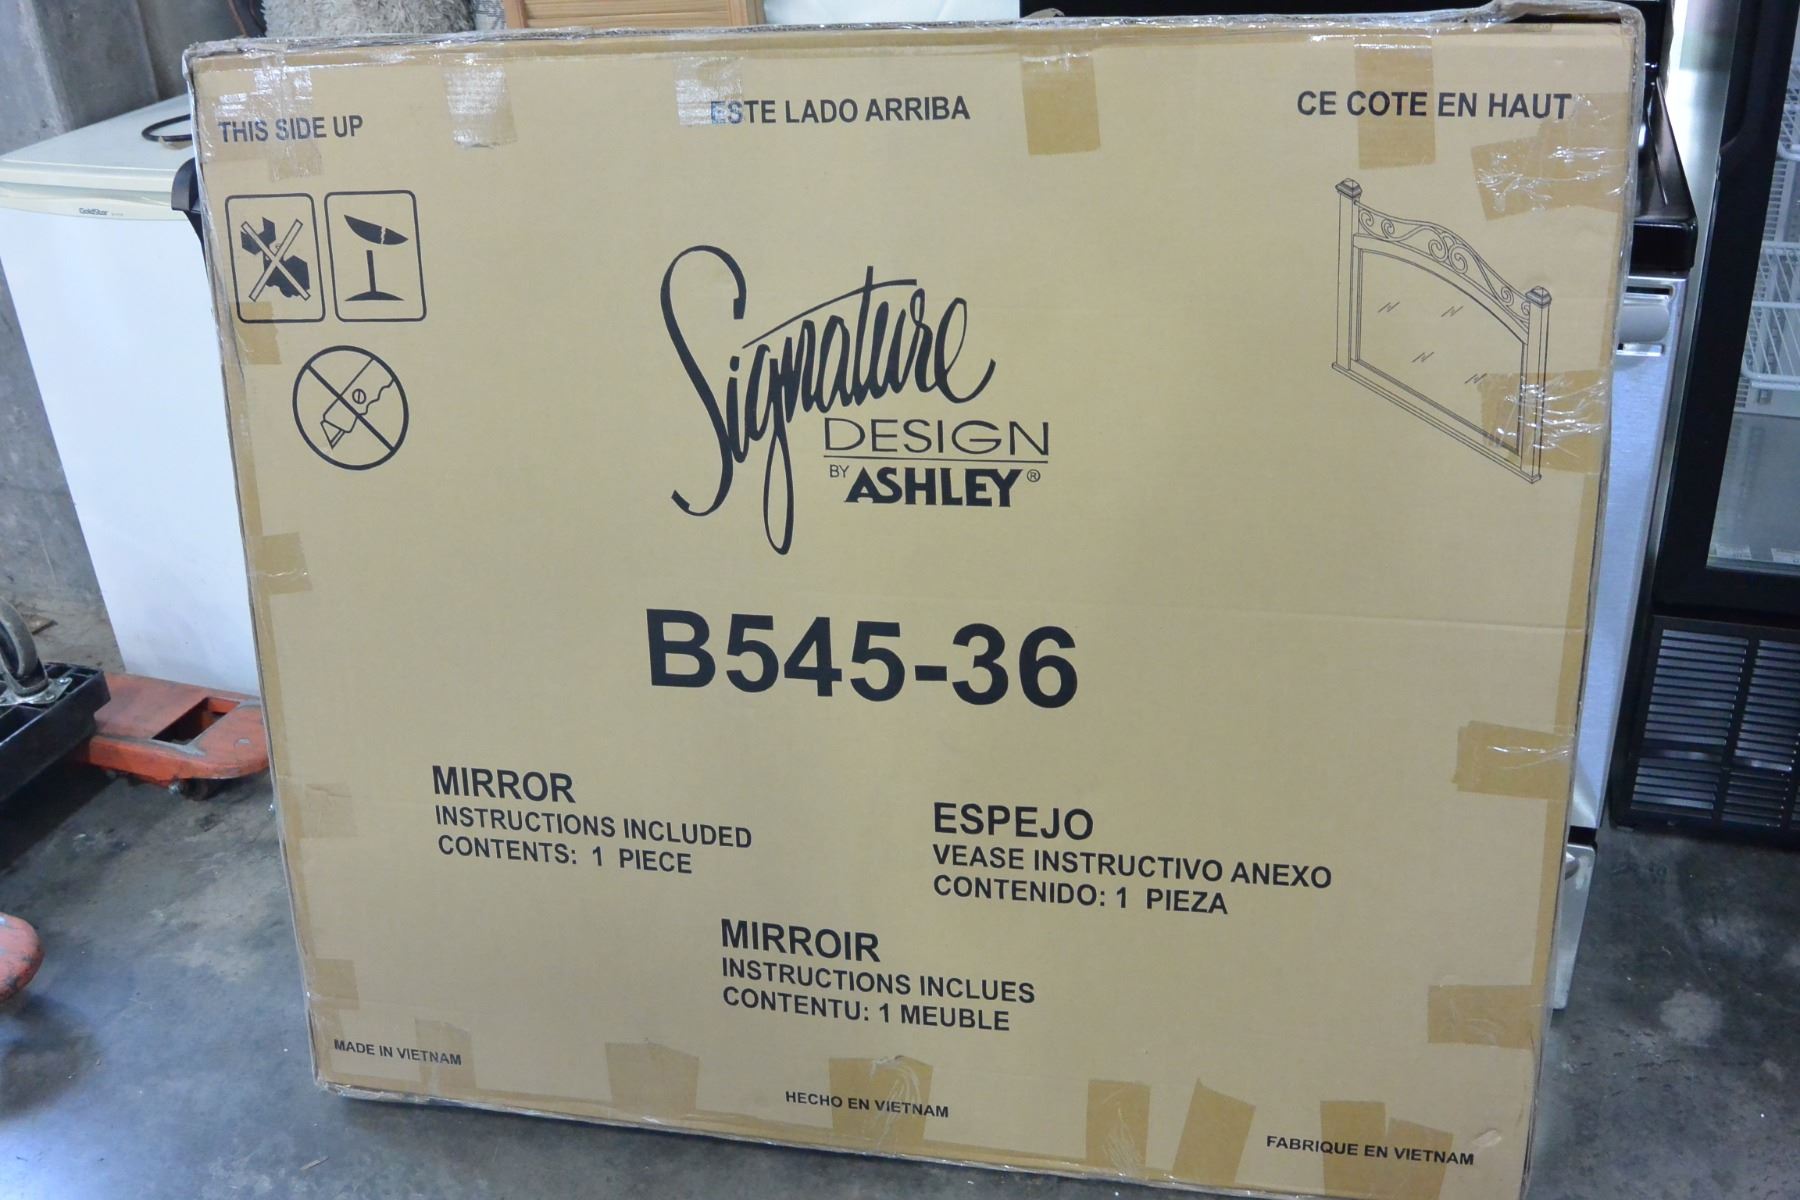 THIS SIDE UP
ESTE LADO ARRIBA
CE COTE EN HAUT
GoldStar
Signature
DESIGN
BY ASHLEY®
B545-36
MIRROR
INSTRUCTIONS INCLUDED
CONTENTS: 1 PIECE
ESPEJO
VEASE INSTRUCTIVO ANEXO
CONTENIDO: 1 PIEZA
MIRROIR
INSTRUCTIONS INCLUES
CONTENTU: 1 MEUBLE
MADE IN VIETNAM
HECHO EN VIETNAM
FABRIQUE EN VIETNAM